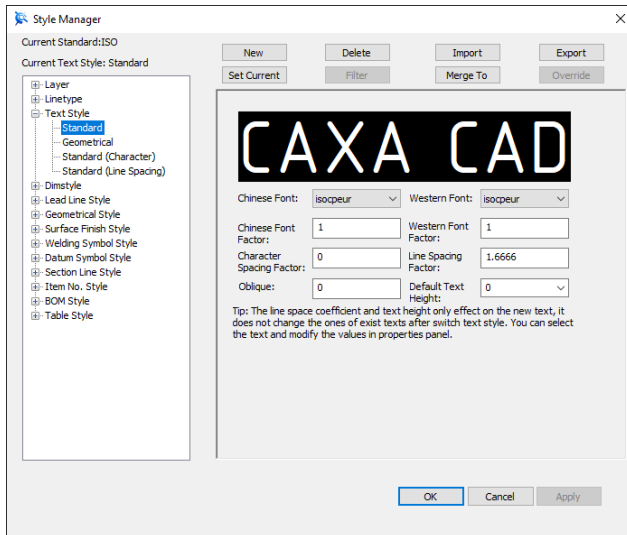 Style Manager
Current Standard:ISO
Current Text Style: Standard
New
Delete
Import
Export
Set Current
Filter
Merge To
Override
Layer
Linetype
Text Style
Standard
Geometrical
Standard (Character)
Standard (Line Spacing)
Dimstyle
Lead Line Style
Geometrical Style
Surface Finish Style
Welding Symbol Style
Datum Symbol Style
Section Line Style
Item No. Style
BOM Style
Table Style
CAXA CAD
Chinese Font: isocpeur Western Font: isocpeur
Chinese Font Factor: 1 Western Font Factor: 1
Character Spacing Factor: 0 Line Spacing Factor: 1.6666
Oblique: 0 Default Text Height: 0
Tip: The line space coefficient and text height only effect on the new text, it
does not change the ones of exist texts after switch text style. You can select
the text and modify the values in properties panel.
OK
Cancel
Apply